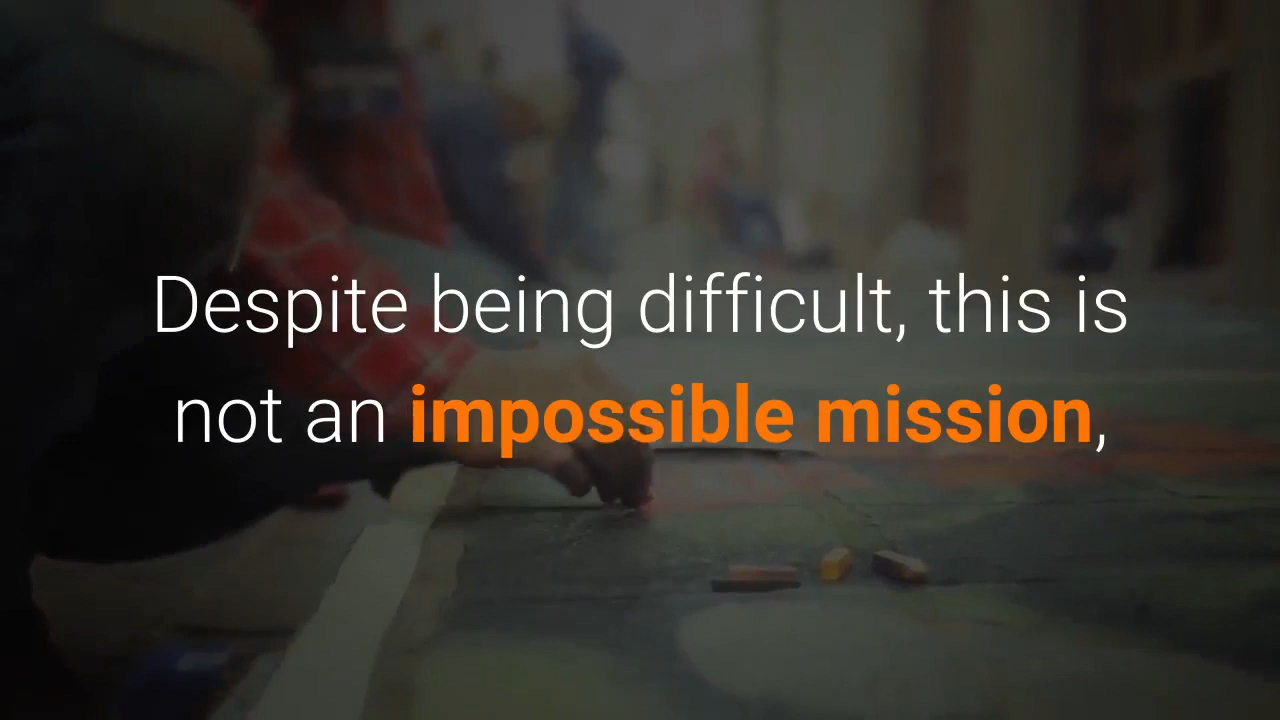 Despite being difficult, this is
not an impossible mission,